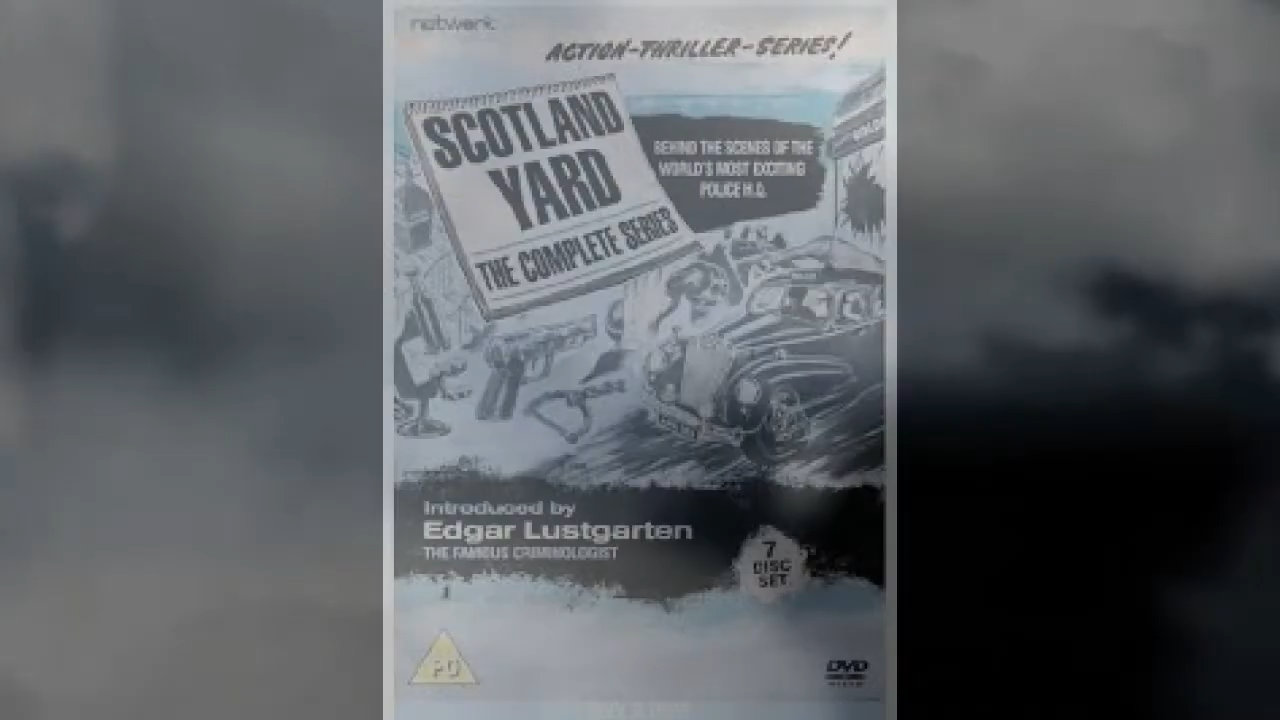 network
ACTION-THRILLER-SERIES!
SCOTLAND
YARD
THE COMPLETE SERIES
BEHIND THE SCENES OF THE
WORLD'S MOST EXCITING
POLICE H.Q.
Introduced by
Edgar Lustgarten
THE FAMOUS CRIMINOLOGIST
7
DISC
SET
PG
DVD
VIDEO